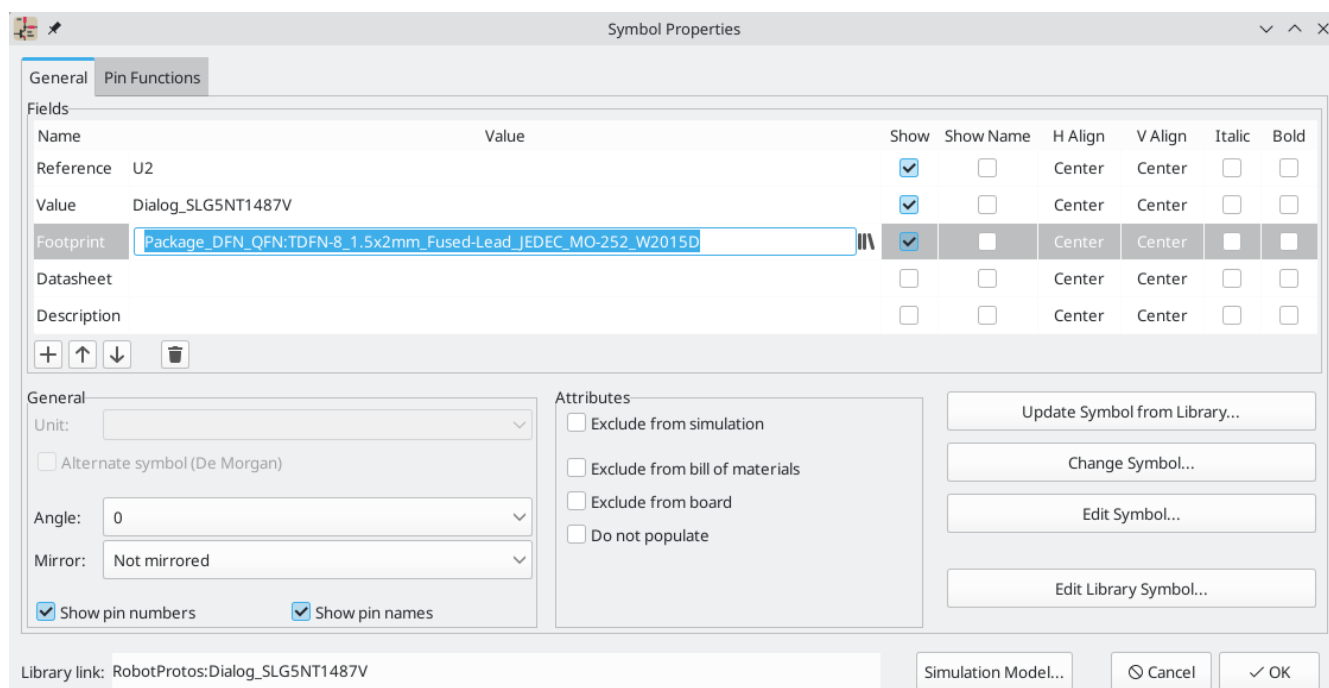 Symbol Properties
General Pin Functions
Fields
Name Value Show Show Name H Align V Align Italic Bold
Reference U2 Center Center
Value Dialog_SLG5NT1487V Center Center
Footprint Package_DFN_QFN:TDFN-8_1.5x2mm_Fused-Lead_JEDEC_MO-252_W2015D Center Center
Datasheet Center Center
Description Center Center
General
Unit:
Alternate symbol (De Morgan)
Angle: 0
Mirror: Not mirrored
Show pin numbers Show pin names
Attributes
Exclude from simulation
Exclude from bill of materials
Exclude from board
Do not populate
Update Symbol from Library...
Change Symbol...
Edit Symbol...
Edit Library Symbol...
Library link: RobotProtos:Dialog_SLG5NT1487V Simulation Model... Cancel OK